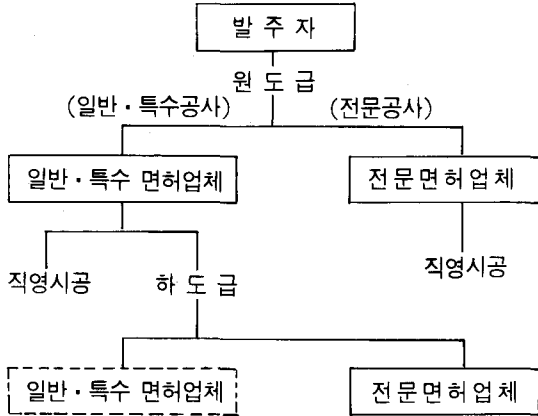 발주자
원도급
(일반·특수공사) (전문공사)
일반·특수 면허업체 전문면허업체
직영시공 하도급 직영시공
일반·특수 면허업체 전문면허업체